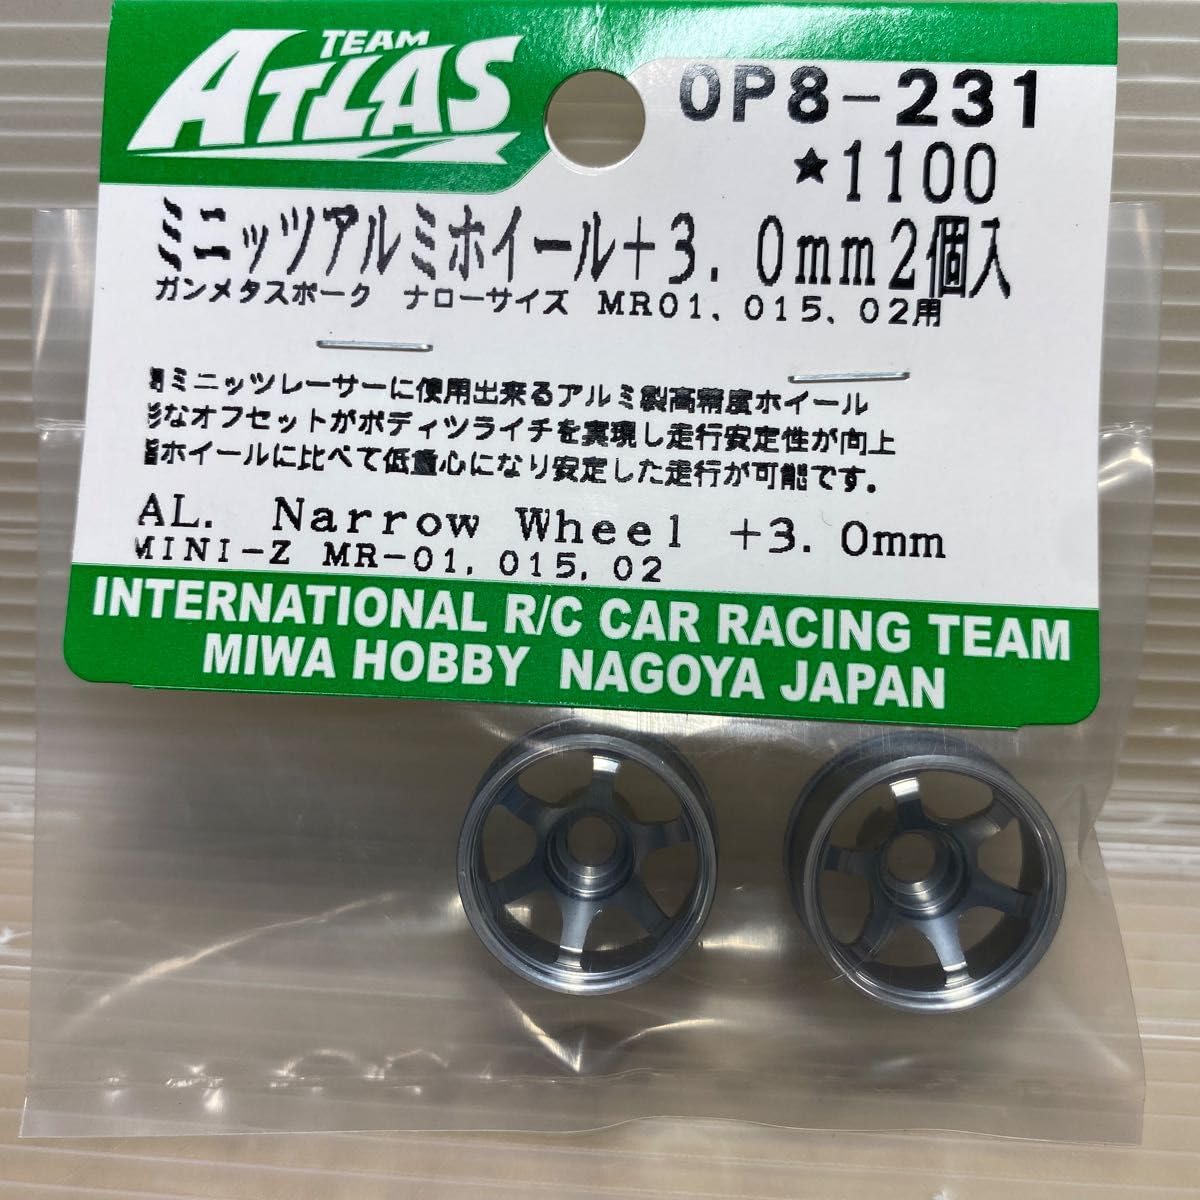 TEAM
ATLAS
OP8-231
★1100
ミニッツアルミホイール+3.0mm2個入
ガンメタスポーク ナローサイズ MR01,015,02用
ミニッツレーサーに使用出来るアルミ製高精度ホイール
なオフセットがボディツライチを実現し走行安定性が向上
ホイールに比べて低重心になり安定した走行が可能です.
AL. Narrow Wheel +3.0mm
MINI-Z MR-01,015,02
INTERNATIONAL R/C CAR RACING TEAM
MIWA HOBBY NAGOYA JAPAN